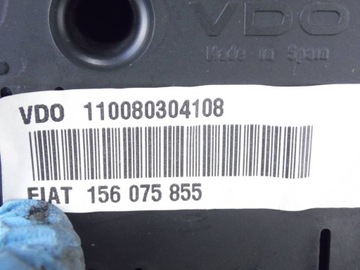 VDO
Made in Spain
VDO 110080304108
FIAT 156 075 855